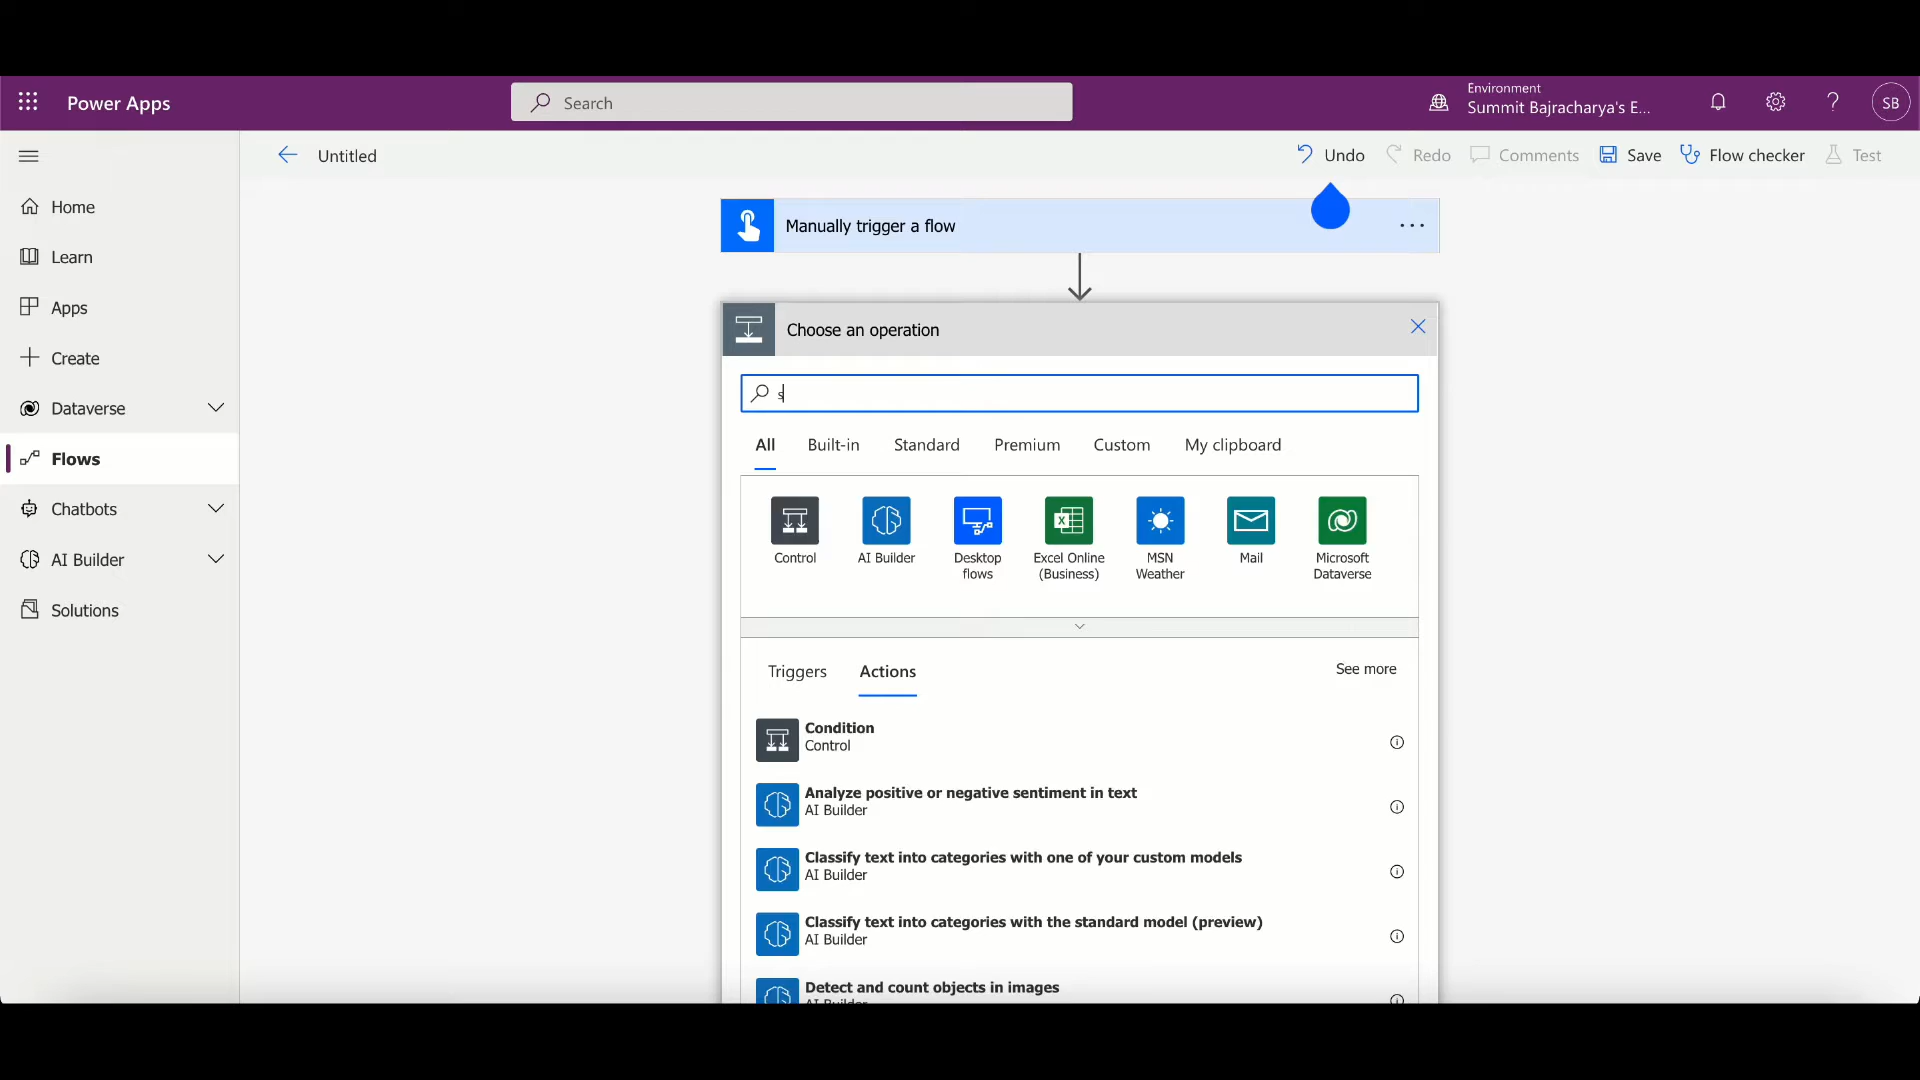 Power Apps
Search
Environment
Summit Bajracharya's E...
?
SB
Untitled
Undo
Redo
Comments
Save
Flow checker
Test
Home
Learn
Apps
Create
Dataverse
Flows
Chatbots
AI Builder
Solutions
Manually trigger a flow
...
Choose an operation
s
All
Built-in
Standard
Premium
Custom
My clipboard
Control
AI Builder
Desktop
flows
Excel Online
(Business)
MSN
Weather
Mail
Microsoft
Dataverse
Triggers
Actions
See more
Condition
Control
Analyze positive or negative sentiment in text
AI Builder
Classify text into categories with one of your custom models
AI Builder
Classify text into categories with the standard model (preview)
AI Builder
Detect and count objects in images
AI Builder